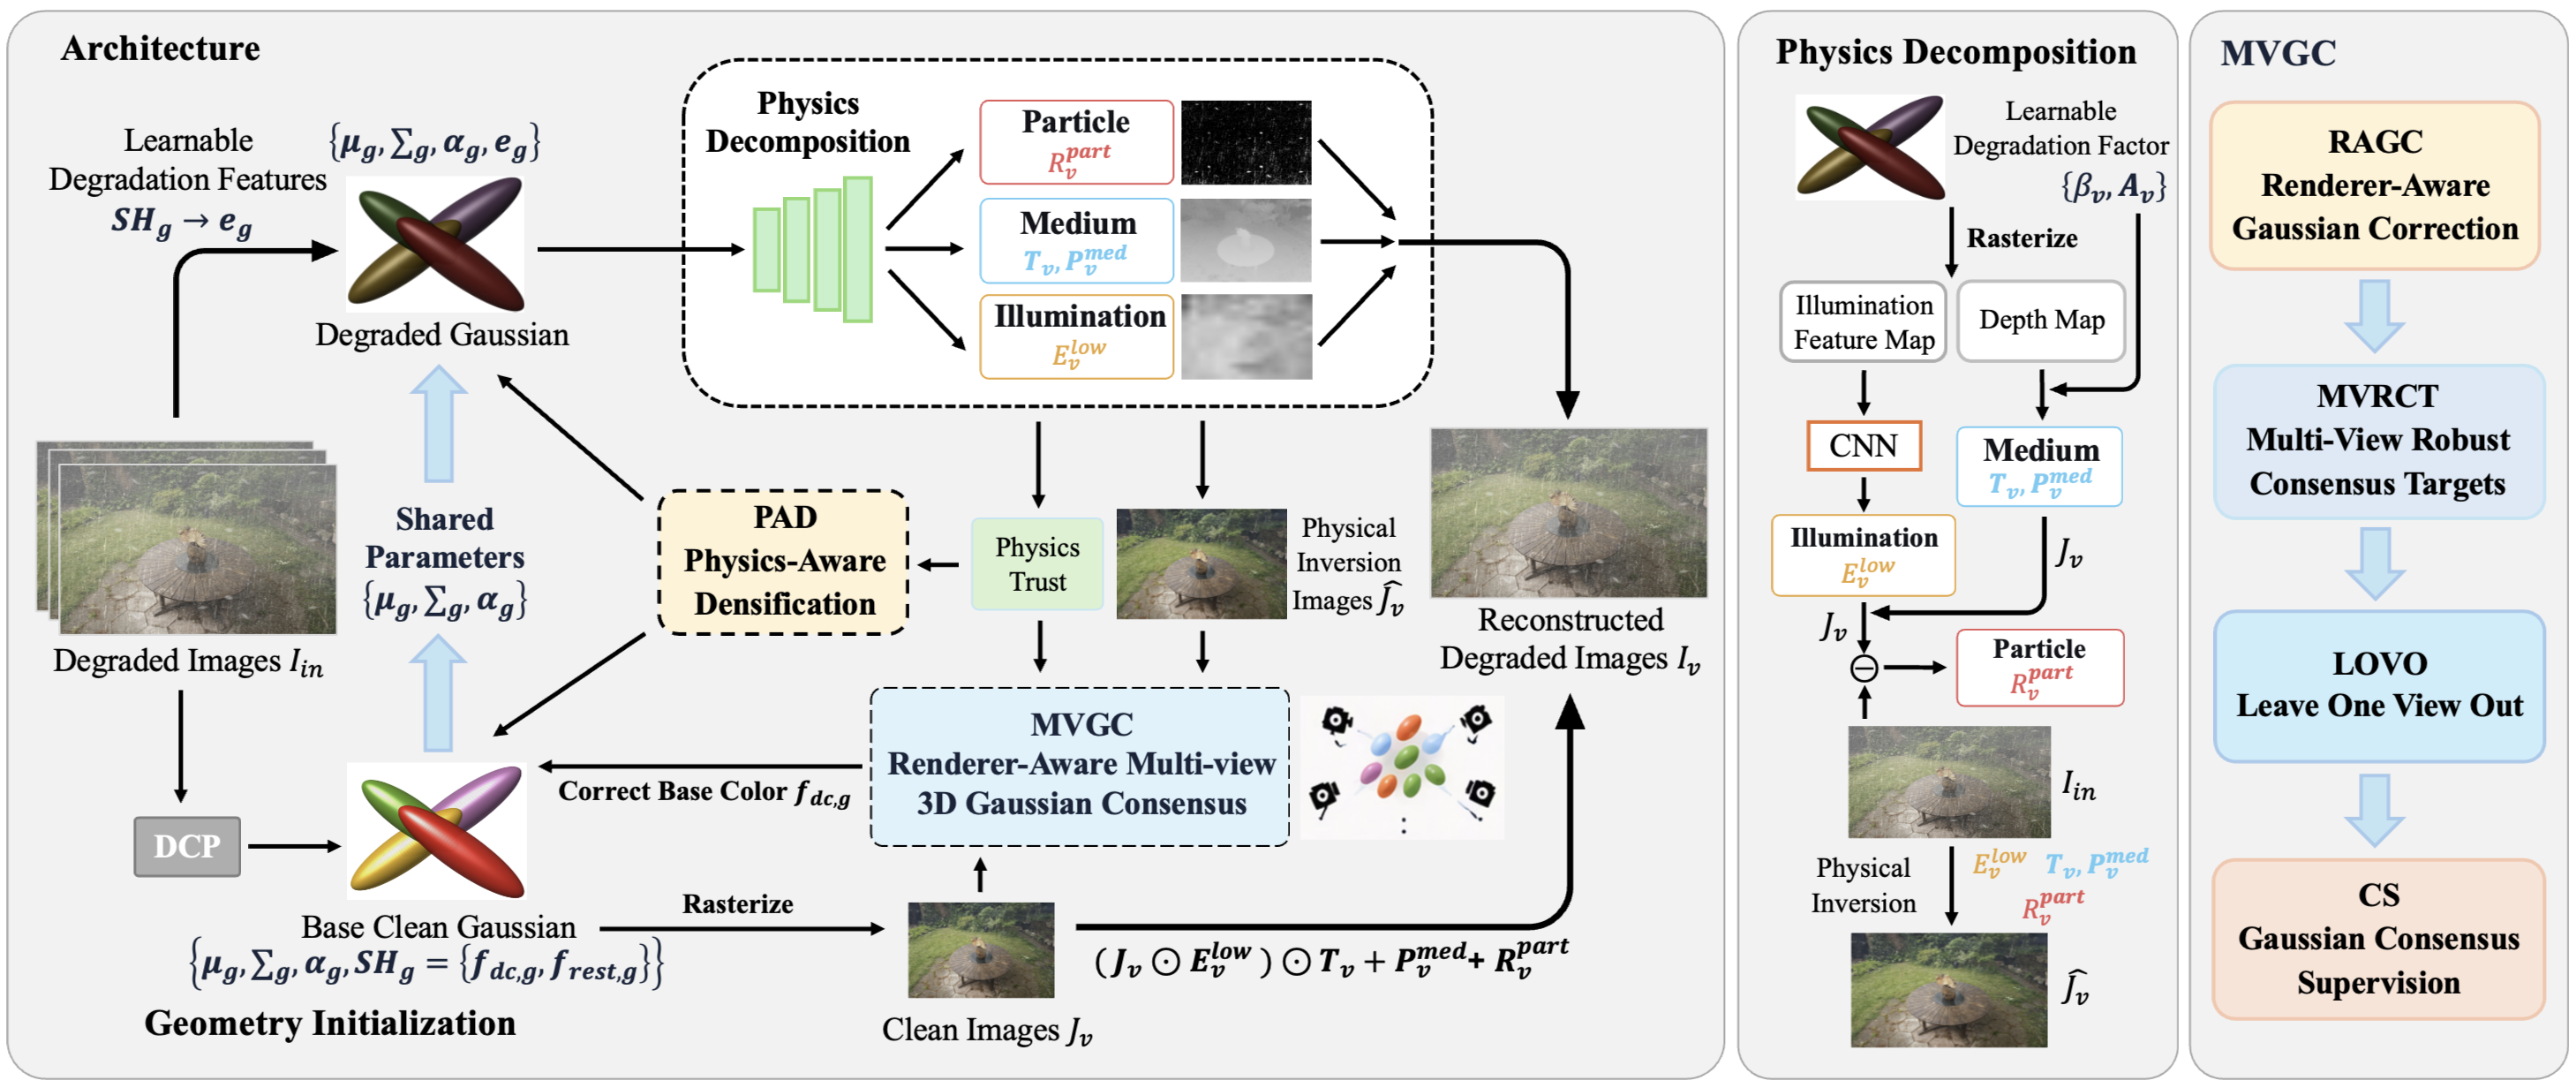 Architecture
Learnable
Degradation Features
SH_g → e_g
{μ_g, ∑_g, α_g, e_g}
Degraded Gaussian
Physics
Decomposition
Particle
R_v^part
Medium
T_v, P_v^med
Illumination
E_v^low
Shared
Parameters
{μ_g, ∑_g, α_g}
Degraded Images I_in
PAD
Physics-Aware
Densification
Physics
Trust
Physical
Inversion
Images Ĵ_v
Reconstructed
Degraded Images I_v
MVGC
Renderer-Aware Multi-view
3D Gaussian Consensus
Correct Base Color f_dc,g
DCP
Base Clean Gaussian
{μ_g, ∑_g, α_g, SH_g = {f_dc,g, f_rest,g}}
Geometry Initialization
Rasterize
Clean Images J_v
(J_v ⊙ E_v^low) ⊙ T_v + P_v^med + R_v^part
Physics Decomposition
Learnable
Degradation Factor
{β_v, A_v}
Rasterize
Illumination
Feature Map
Depth Map
CNN
Medium
T_v, P_v^med
Illumination
E_v^low
J_v
J_v
Particle
R_v^part
I_in
Physical
Inversion
E_v^low T_v, P_v^med
R_v^part
Ĵ_v
MVGC
RAGC
Renderer-Aware
Gaussian Correction
MVRCT
Multi-View Robust
Consensus Targets
LOVO
Leave One View Out
CS
Gaussian Consensus
Supervision